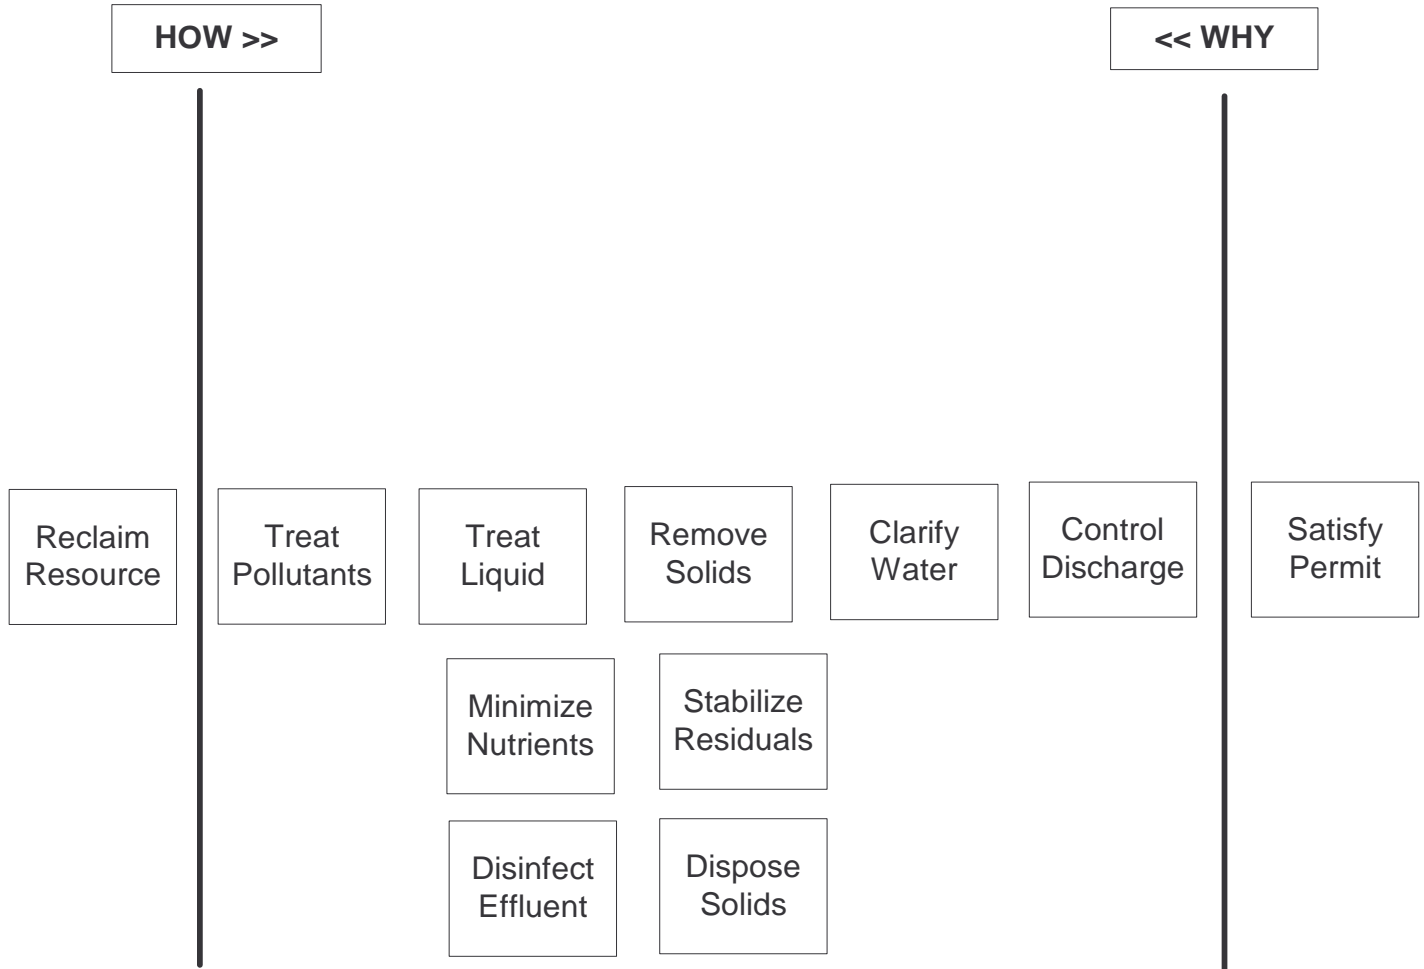 HOW >>
<< WHY
Reclaim
Resource
Treat
Pollutants
Treat
Liquid
Remove
Solids
Clarify
Water
Control
Discharge
Satisfy
Permit
Minimize
Nutrients
Stabilize
Residuals
Disinfect
Effluent
Dispose
Solids